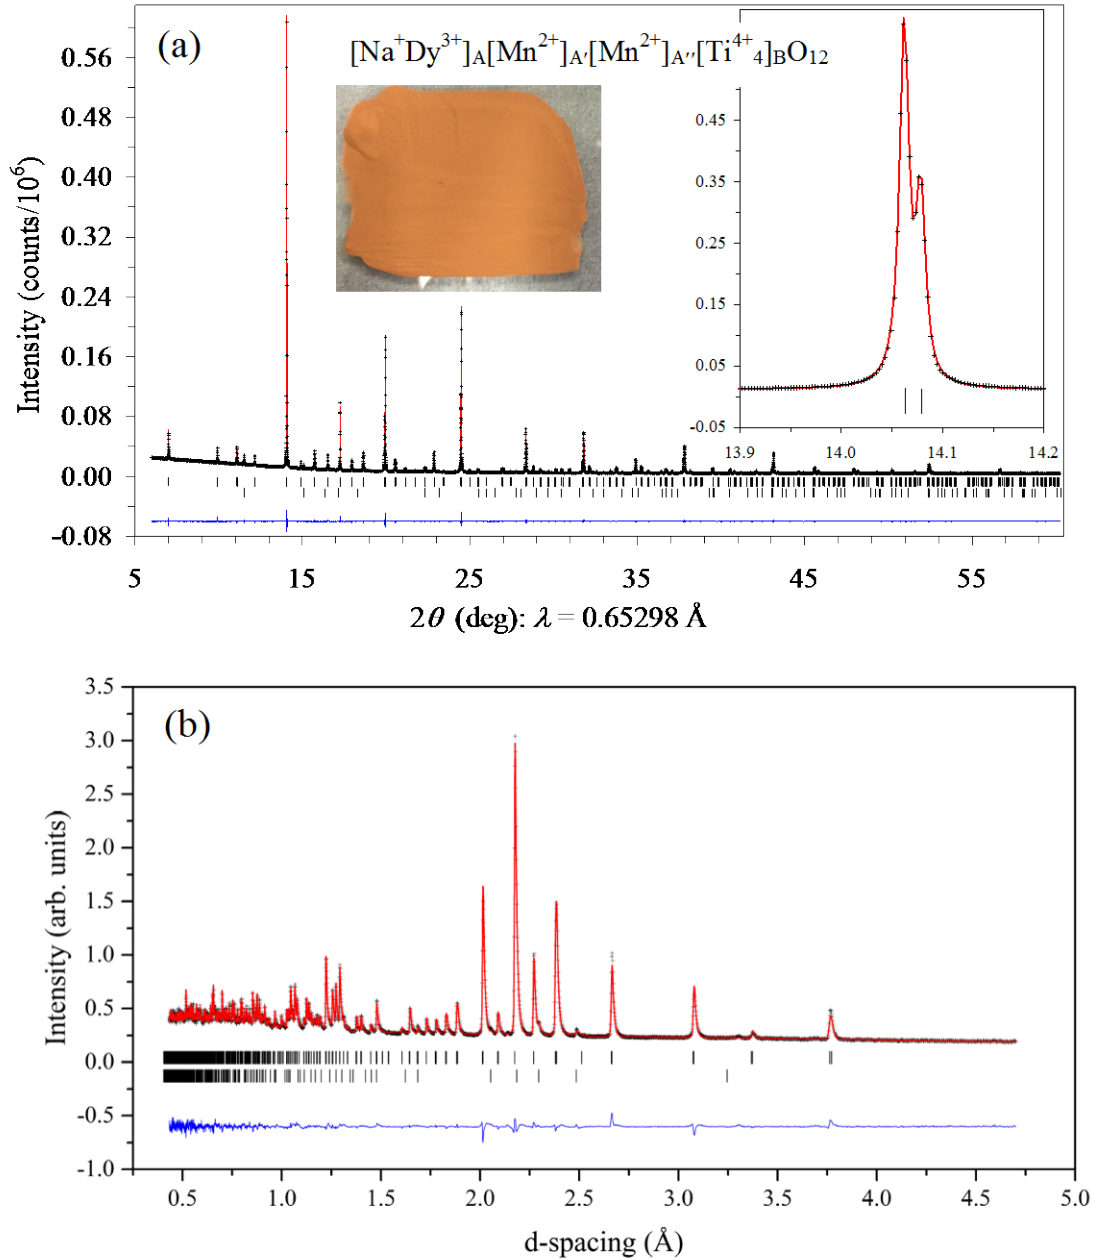 (a)
[Na⁺Dy³⁺]A[Mn²⁺]A′[Mn²⁺]A′′[Ti⁴⁺₄]BO₁₂
Intensity (counts/10⁶)
0.56
0.48
0.40
0.32
0.24
0.16
0.08
0.00
-0.08
0.45
0.35
0.25
0.15
0.05
-0.05
13.9 14.0 14.1 14.2
5 15 25 35 45 55
2θ (deg): λ = 0.65298 Å
(b)
Intensity (arb. units)
3.5
3.0
2.5
2.0
1.5
1.0
0.5
0.0
-0.5
-1.0
0.5 1.0 1.5 2.0 2.5 3.0 3.5 4.0 4.5 5.0
d-spacing (Å)